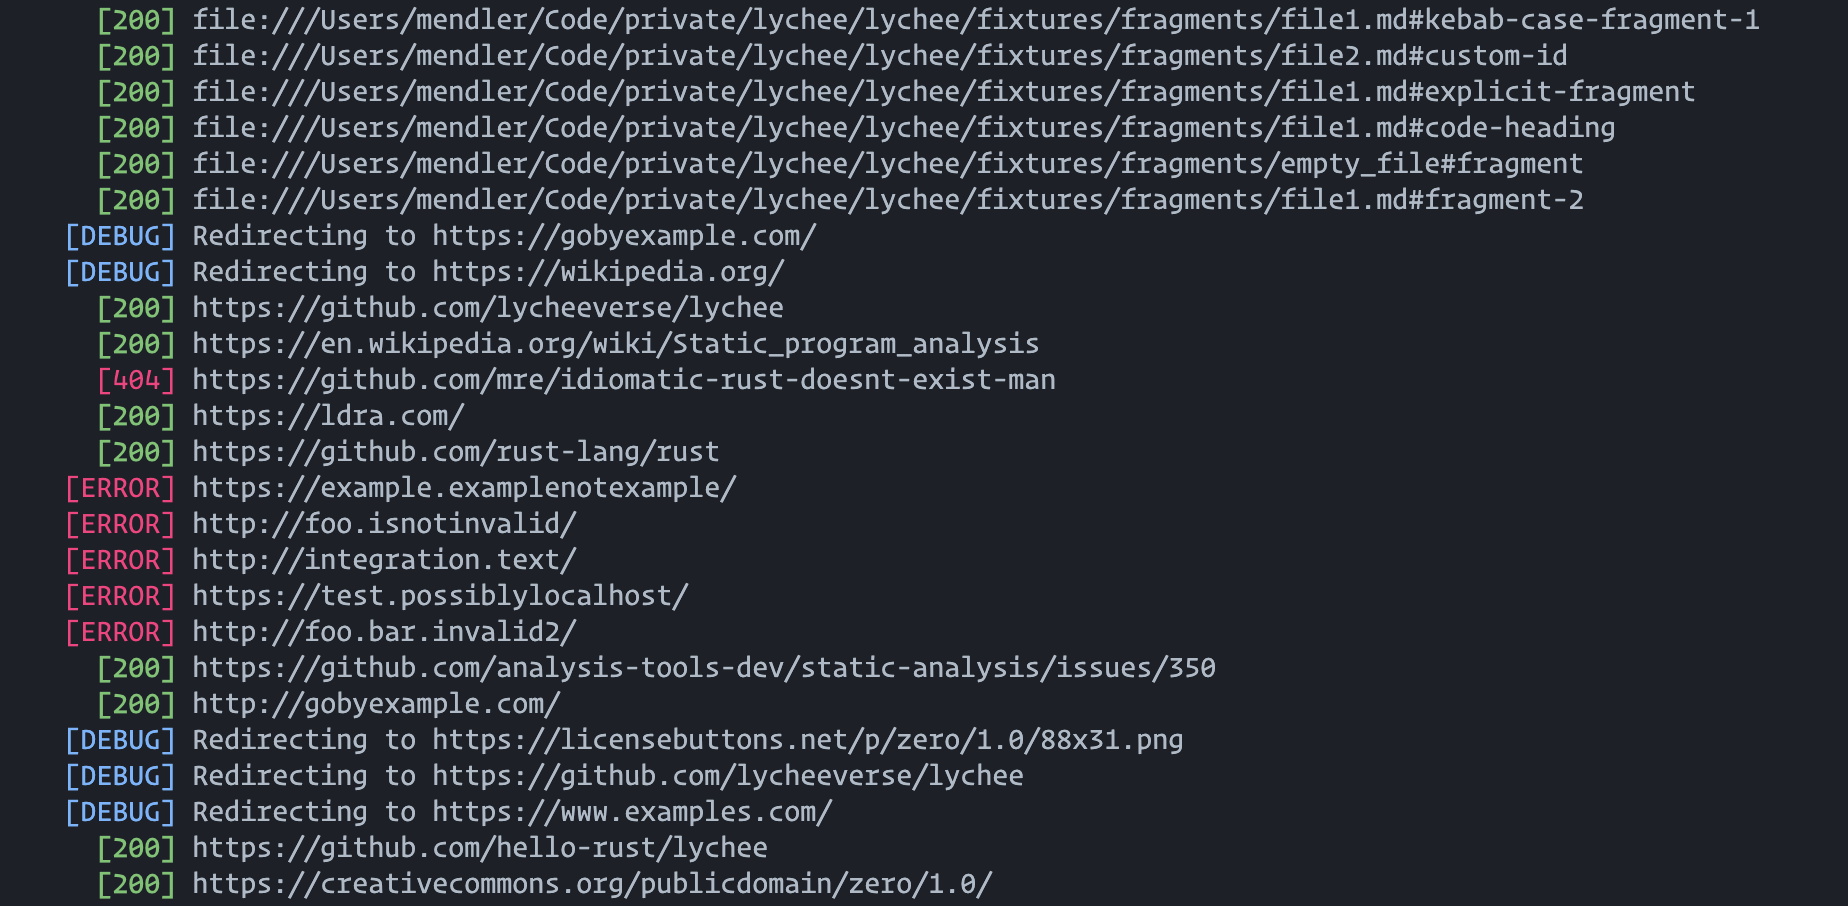 [200] file:///Users/mendler/Code/private/lychee/lychee/fixtures/fragments/file1.md#kebab-case-fragment-1
[200] file:///Users/mendler/Code/private/lychee/lychee/fixtures/fragments/file2.md#custom-id
[200] file:///Users/mendler/Code/private/lychee/lychee/fixtures/fragments/file1.md#explicit-fragment
[200] file:///Users/mendler/Code/private/lychee/lychee/fixtures/fragments/file1.md#code-heading
[200] file:///Users/mendler/Code/private/lychee/lychee/fixtures/fragments/empty_file#fragment
[200] file:///Users/mendler/Code/private/lychee/lychee/fixtures/fragments/file1.md#fragment-2
[DEBUG] Redirecting to https://gobyexample.com/
[DEBUG] Redirecting to https://wikipedia.org/
[200] https://github.com/lycheeverse/lychee
[200] https://en.wikipedia.org/wiki/Static_program_analysis
[404] https://github.com/mre/idiomatic-rust-doesnt-exist-man
[200] https://ldra.com/
[200] https://github.com/rust-lang/rust
[ERROR] https://example.examplenotexample/
[ERROR] http://foo.isnotinvalid/
[ERROR] http://integration.text/
[ERROR] https://test.possiblylocalhost/
[ERROR] http://foo.bar.invalid2/
[200] https://github.com/analysis-tools-dev/static-analysis/issues/350
[200] http://gobyexample.com/
[DEBUG] Redirecting to https://licensebuttons.net/p/zero/1.0/88x31.png
[DEBUG] Redirecting to https://github.com/lycheeverse/lychee
[DEBUG] Redirecting to https://www.examples.com/
[200] https://github.com/hello-rust/lychee
[200] https://creativecommons.org/publicdomain/zero/1.0/